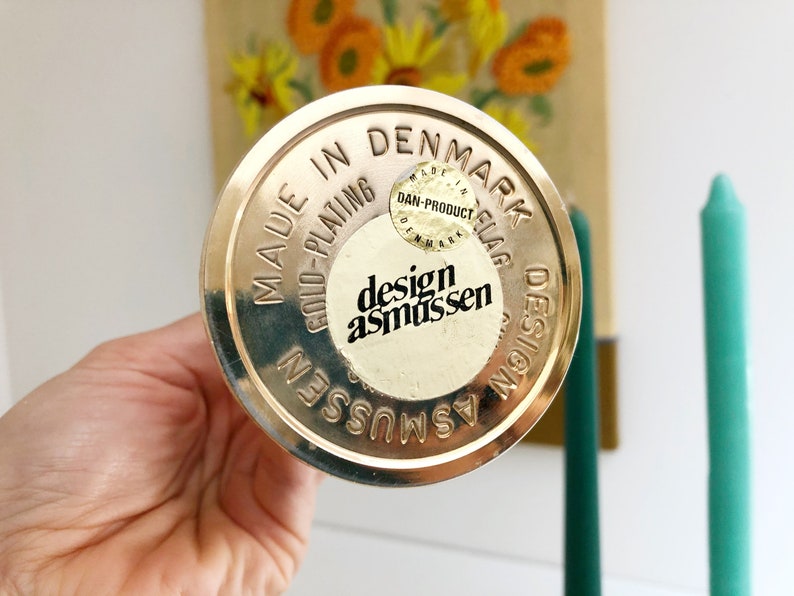 MADE IN DENMARK
DESIGN ASMUSSEN
GOLD-PLATING
MADE IN
DAN-PRODUCT
DENMARK
design
asmussen